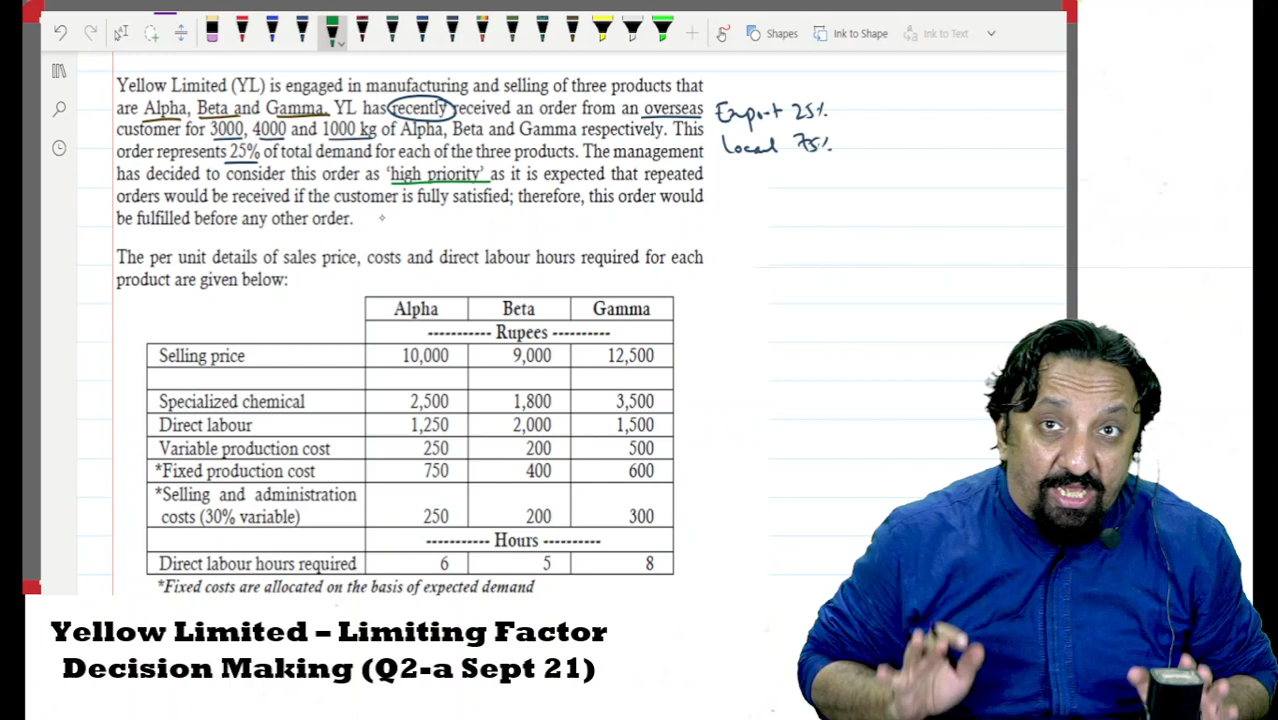 Shapes
Ink to Shape
Ink to Text
Yellow Limited (YL) is engaged in manufacturing and selling of three products that
are Alpha, Beta and Gamma. YL has recently received an order from an overseas
customer for 3000, 4000 and 1000 kg of Alpha, Beta and Gamma respectively. This
order represents 25% of total demand for each of the three products. The management
has decided to consider this order as ‘high priority’ as it is expected that repeated
orders would be received if the customer is fully satisfied; therefore, this order would
be fulfilled before any other order.
Export 25%
Local 75%
The per unit details of sales price, costs and direct labour hours required for each
product are given below:
Alpha Beta Gamma
----------- Rupees ----------
Selling price 10,000 9,000 12,500
Specialized chemical 2,500 1,800 3,500
Direct labour 1,250 2,000 1,500
Variable production cost 250 200 500
*Fixed production cost 750 400 600
*Selling and administration
costs (30% variable) 250 200 300
----------- Hours -----------
Direct labour hours required 6 5 8
*Fixed costs are allocated on the basis of expected demand
Yellow Limited – Limiting Factor
Decision Making (Q2-a Sept 21)